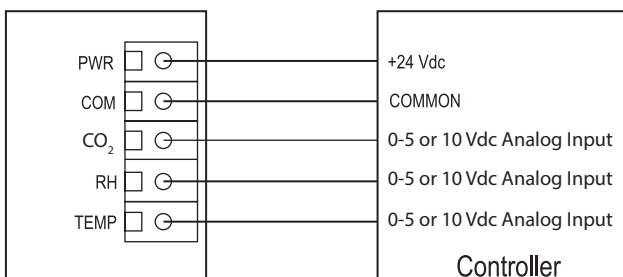 PWR +24 Vdc
COM COMMON
CO₂ 0-5 or 10 Vdc Analog Input
RH 0-5 or 10 Vdc Analog Input
TEMP 0-5 or 10 Vdc Analog Input
Controller